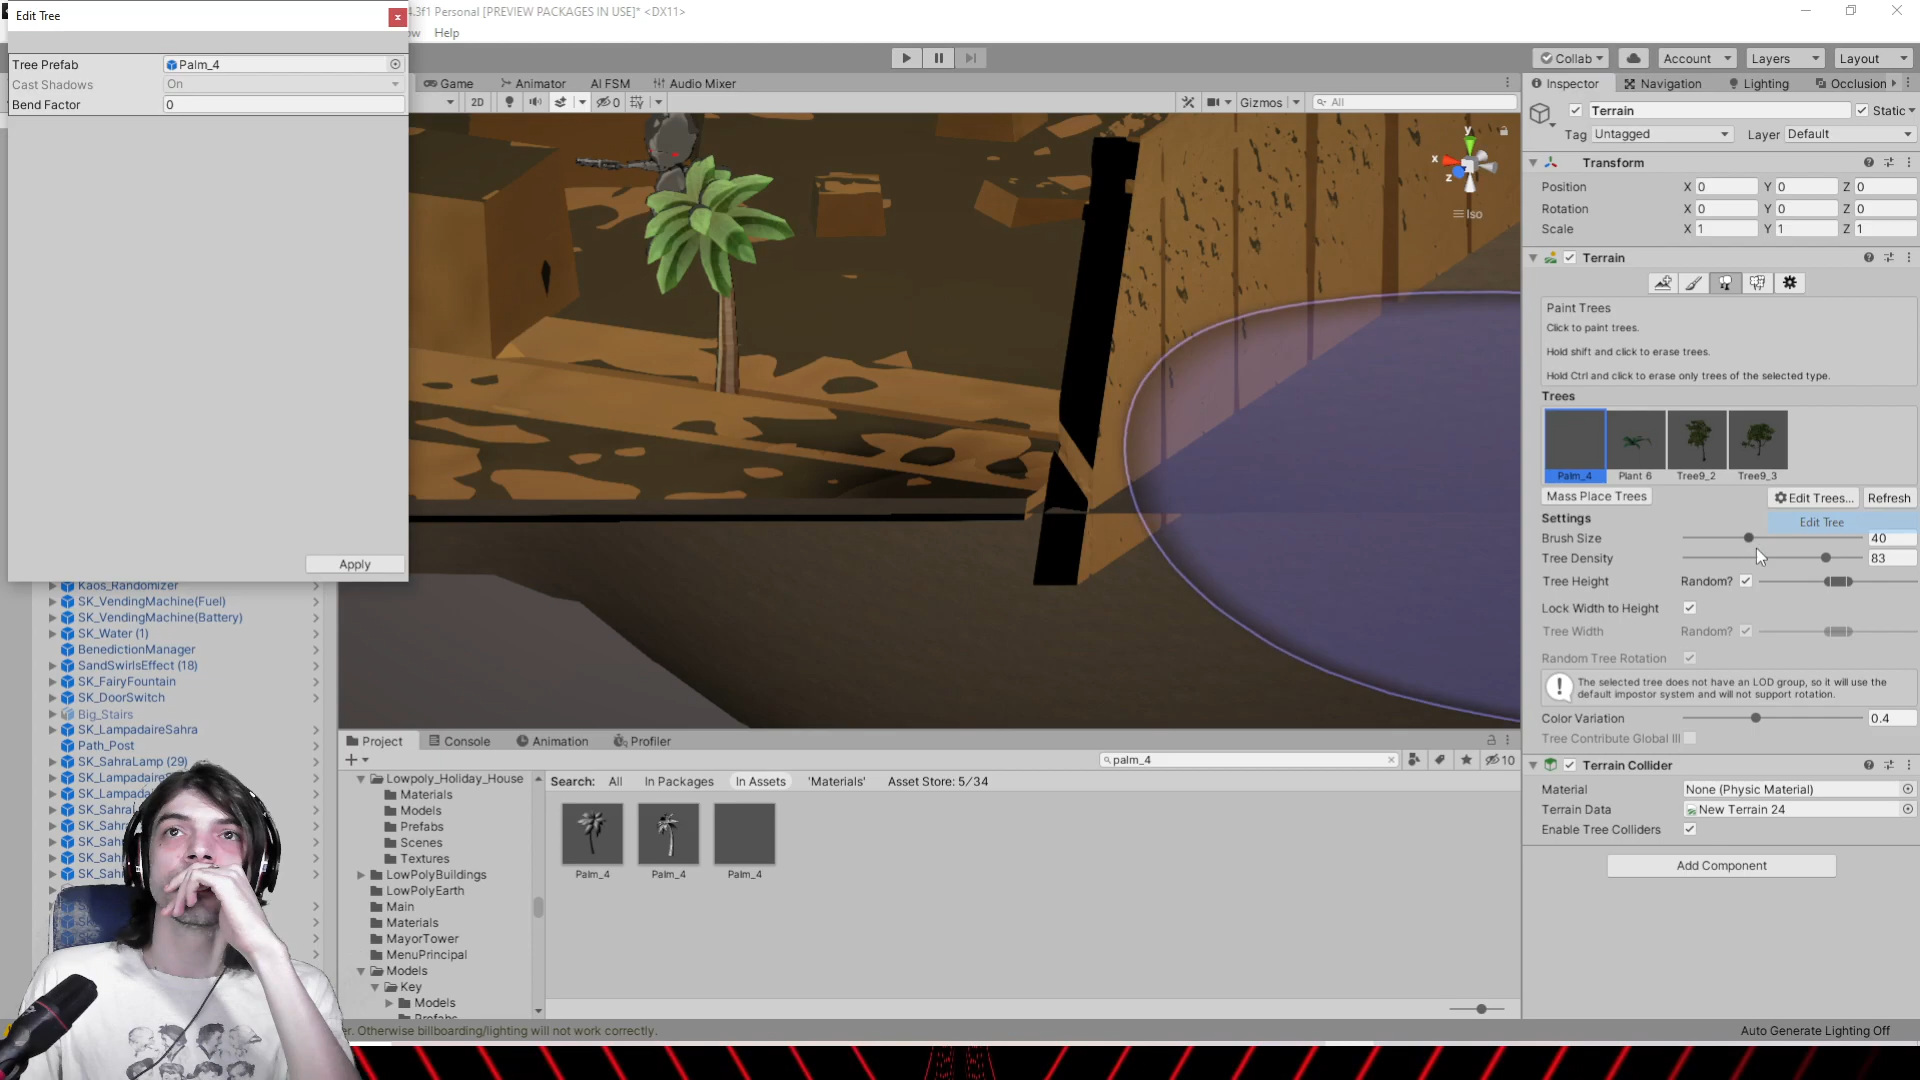 Edit Tree
.3f1 Personal [PREVIEW PACKAGES IN USE]* <DX11>
Help
Tree Prefab Palm_4
Cast Shadows On
Bend Factor 0
Apply
Collab Account Layers Layout
Game Animator AI FSM Audio Mixer
2D 0 Gizmos All
y
x
z
Iso
Inspector Navigation Lighting Occlusion
Terrain Static
Tag Untagged Layer Default
Transform
Position X 0 Y 0 Z 0
Rotation X 0 Y 0 Z 0
Scale X 1 Y 1 Z 1
Terrain
Paint Trees
Click to paint trees.
Hold shift and click to erase trees.
Hold Ctrl and click to erase only trees of the selected type.
Trees
Palm_4 Plant 6 Tree9_2 Tree9_3
Mass Place Trees Edit Trees... Refresh
Settings Edit Tree
Brush Size 40
Tree Density 83
Tree Height Random?
Lock Width to Height
Tree Width Random?
Random Tree Rotation
The selected tree does not have an LOD group, so it will use the
default impostor system and will not support rotation.
Color Variation 0.4
Tree Contribute Global Ill
Terrain Collider
Material None (Physic Material)
Terrain Data New Terrain 24
Enable Tree Colliders
Add Component
Kaos_Randomizer
SK_VendingMachine(Fuel)
SK_VendingMachine(Battery)
SK_Water (1)
BenedictionManager
SandSwirlsEffect (18)
SK_FairyFountain
SK_DoorSwitch
Big_Stairs
SK_LampadaireSahra
Path_Post
SK_SahraLamp (29)
Project Console Animation Profiler
palm_4 10
Search: All In Packages In Assets 'Materials' Asset Store: 5/34
Lowpoly_Holiday_House
Materials
Models
Prefabs
Scenes
Textures
LowPolyBuildings
LowPolyEarth
Main
Materials
MayorTower
MenuPrincipal
Models
Key
Models
Palm_4 Palm_4 Palm_4
r. Otherwise billboarding/lighting will not work correctly.
Auto Generate Lighting Off